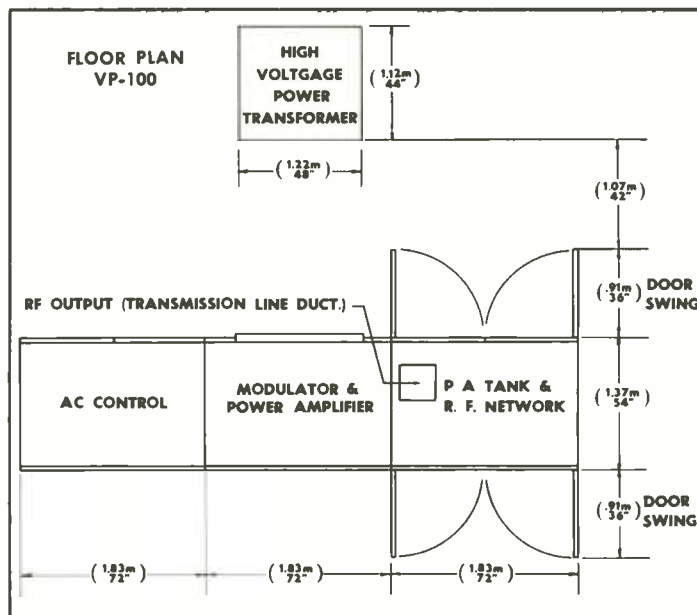 FLOOR PLAN
VP-100
HIGH
VOLTGAGE
POWER
TRANSFORMER
(1.12m
44")
(1.22m
48")
(1.07m
42")
(.91m
36")
DOOR
SWING
RF OUTPUT (TRANSMISSION LINE DUCT.)
AC CONTROL
MODULATOR &
POWER AMPLIFIER
P A TANK &
R. F. NETWORK
(1.37m
54")
(.91m
36")
DOOR
SWING
(1.83m
72")
(1.83m
72")
(1.83m
72")